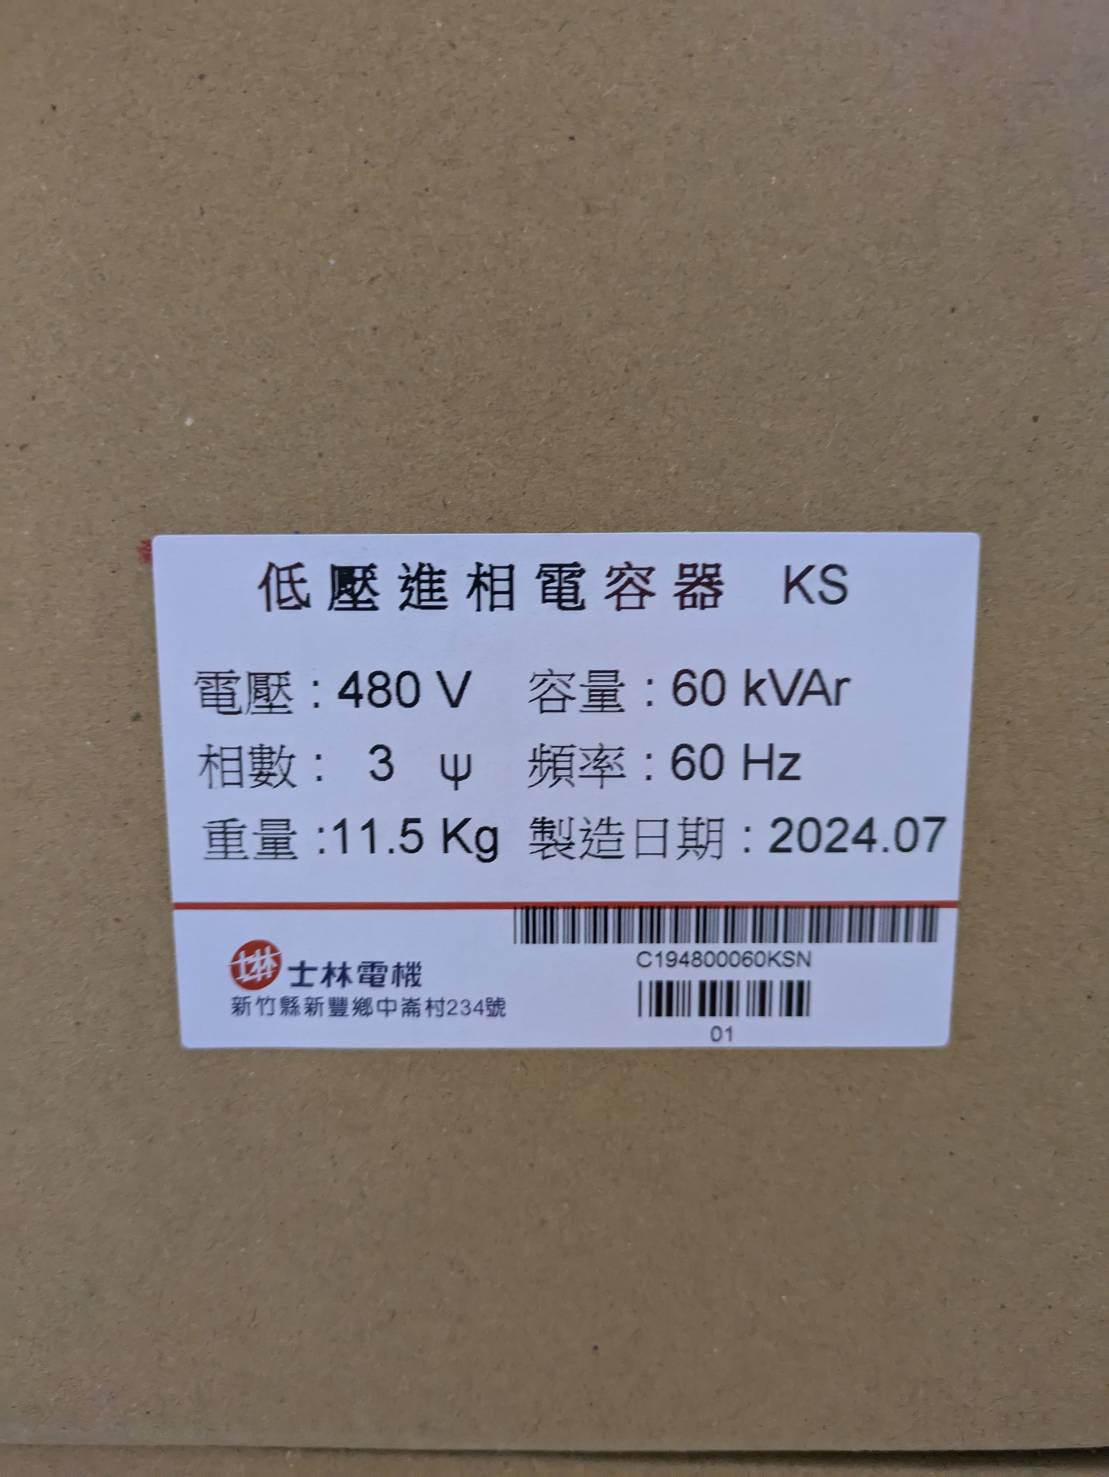 低壓進相電容器 KS
電壓：480 V 容量：60 kVAr
相數： 3 ψ 頻率：60 Hz
重量：11.5 Kg 製造日期：2024.07
士林 士林電機
新竹縣新豐鄉中崙村234號
C194800060KSN
01